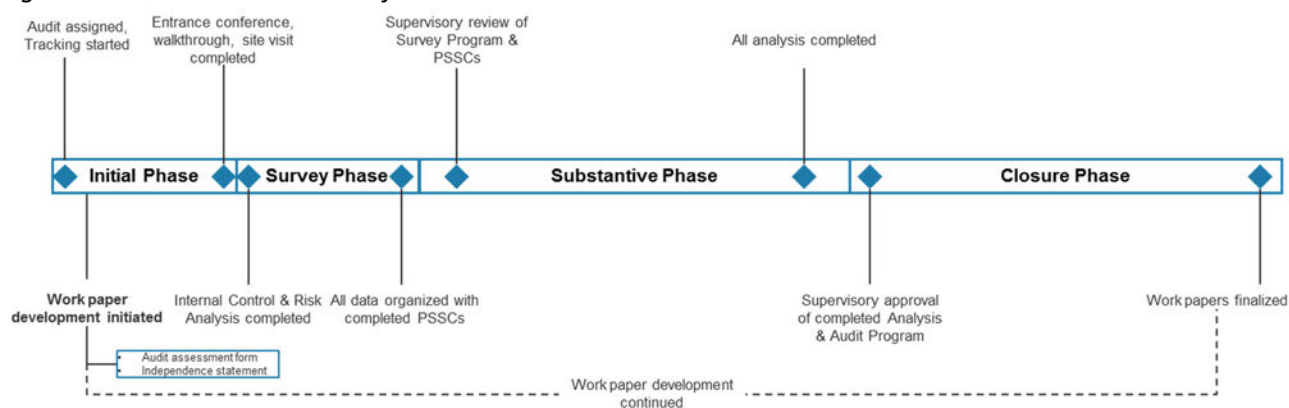 Audit assigned,
Tracking started
Entrance conference,
walkthrough, site visit
completed
Supervisory review of
Survey Program &
PSSCs
All analysis completed
Initial Phase
Survey Phase
Substantive Phase
Closure Phase
Work paper
development initiated
Internal Control & Risk
Analysis completed
All data organized with
completed PSSCs
Supervisory approval
of completed Analysis
& Audit Program
Work papers finalized
• Audit assessment form
• Independence statement
Work paper development
continued